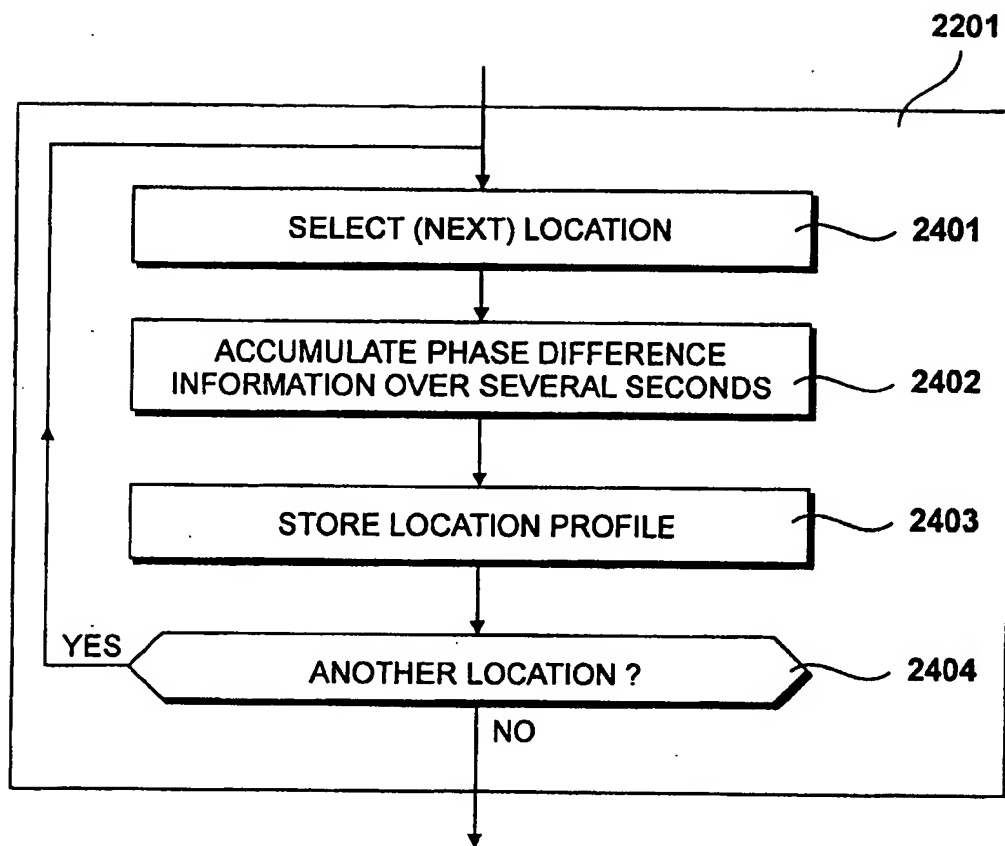 2201
SELECT (NEXT) LOCATION
2401
ACCUMULATE PHASE DIFFERENCE
INFORMATION OVER SEVERAL SECONDS
2402
STORE LOCATION PROFILE
2403
YES
ANOTHER LOCATION ?
2404
NO